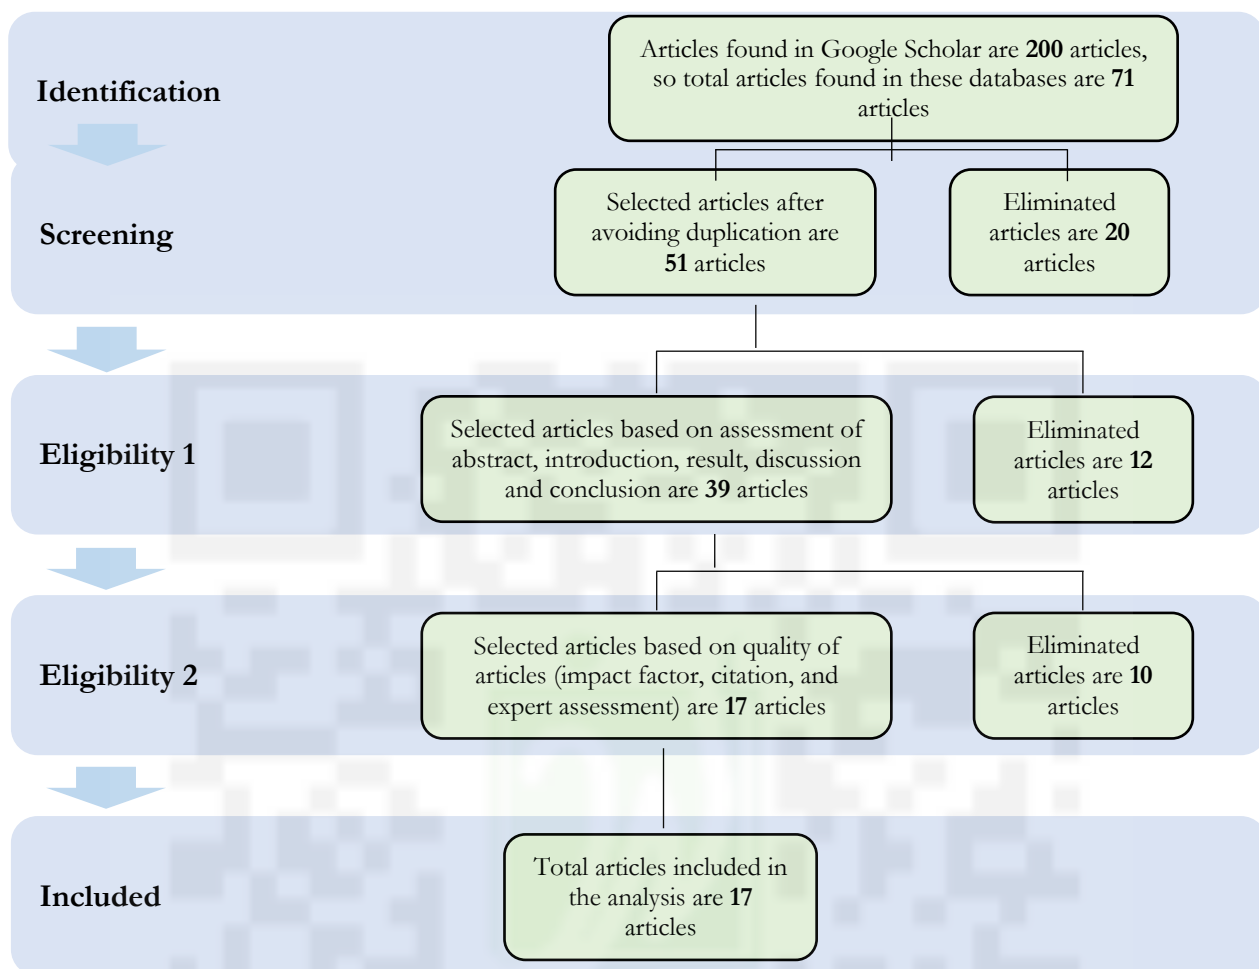 Identification
Articles found in Google Scholar are 200 articles,
so total articles found in these databases are 71
articles
Screening
Selected articles after
avoiding duplication are
51 articles
Eliminated
articles are 20
articles
Eligibility 1
Selected articles based on assessment of
abstract, introduction, result, discussion
and conclusion are 39 articles
Eliminated
articles are 12
articles
Eligibility 2
Selected articles based on quality of
articles (impact factor, citation, and
expert assessment) are 17 articles
Eliminated
articles are 10
articles
Included
Total articles included in
the analysis are 17
articles